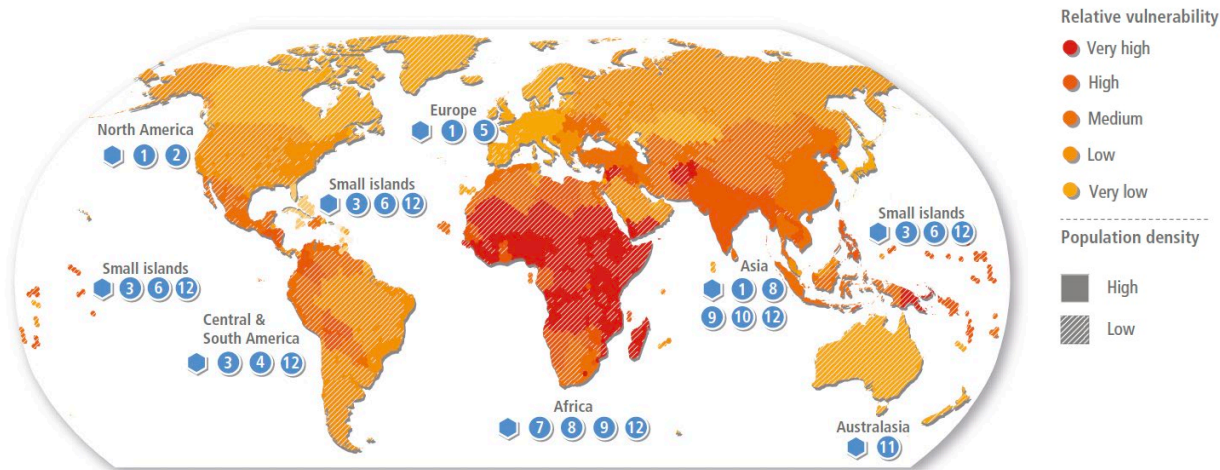 North America
1 2
Europe
1 5
Small islands
3 6 12
Small islands
3 6 12
Central &
South America
3 4 12
Africa
7 8 9 12
Asia
1 8
9 10 12
Small islands
3 6 12
Australasia
11
Relative vulnerability
Very high
High
Medium
Low
Very low
Population density
High
Low